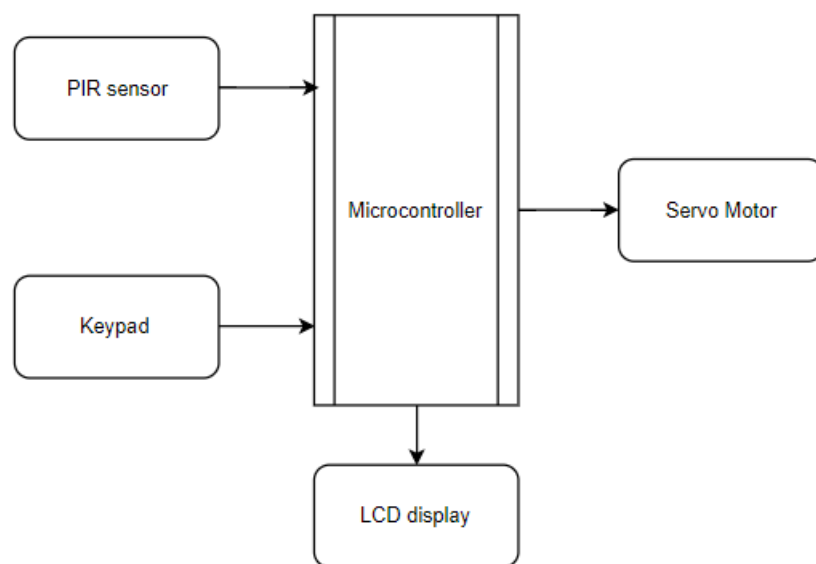 PIR sensor
Microcontroller
Servo Motor
Keypad
LCD display